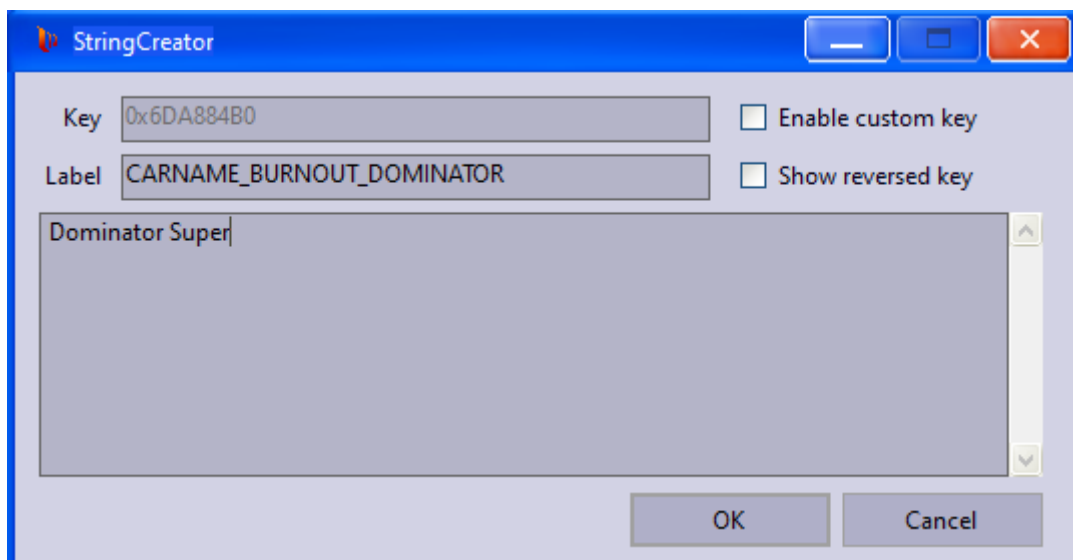 StringCreator
Key 0x6DA884B0 Enable custom key
Label CARNAME_BURNOUT_DOMINATOR Show reversed key
Dominator Super
OK Cancel